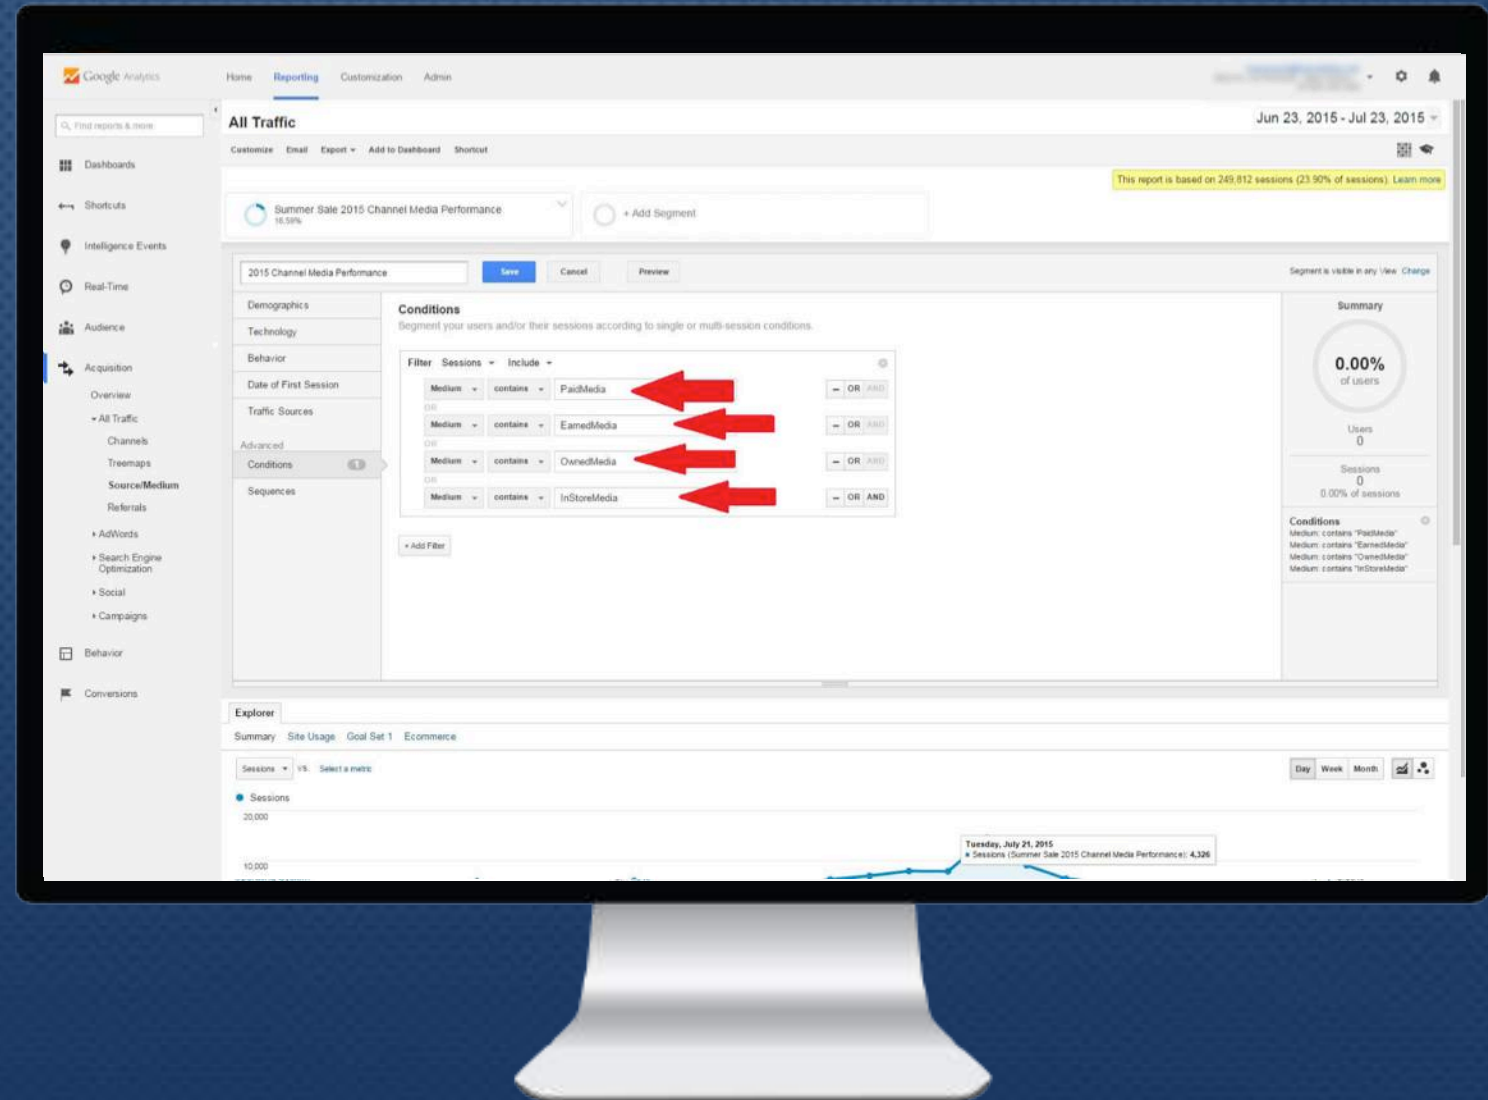 Google Analytics
Home Reporting Customization Admin
Find reports & more
All Traffic
Jun 23, 2015 - Jul 23, 2015
Customize Email Export Add to Dashboard Shortcut
This report is based on 249,812 sessions (23.90% of sessions). Learn more
Dashboards
Shortcuts
Intelligence Events
Real-Time
Audience
Acquisition
Overview
All Traffic
Channels
Treemaps
Source/Medium
Referrals
AdWords
Search Engine
Optimization
Social
Campaigns
Behavior
Conversions
Summer Sale 2015 Channel Media Performance
16.59%
+ Add Segment
2015 Channel Media Performance
Save Cancel Preview
Segment is visible in any View Change
Demographics
Technology
Behavior
Date of First Session
Traffic Sources
Advanced
Conditions 1
Sequences
Conditions
Segment your users and/or their sessions according to single or multi-session conditions.
Filter Sessions Include
Medium contains PaidMedia – OR AND
OR
Medium contains EarnedMedia – OR AND
OR
Medium contains OwnedMedia – OR AND
OR
Medium contains InStoreMedia – OR AND
+ Add Filter
Summary
0.00%
of users
Users
0
Sessions
0
0.00% of sessions
Conditions
Medium: contains "PaidMedia"
Medium: contains "EarnedMedia"
Medium: contains "OwnedMedia"
Medium: contains "InStoreMedia"
Explorer
Summary Site Usage Goal Set 1 Ecommerce
Sessions VS. Select a metric
Day Week Month
Sessions
20,000
Tuesday, July 21, 2015
Sessions (Summer Sale 2015 Channel Media Performance): 4,326
10,000